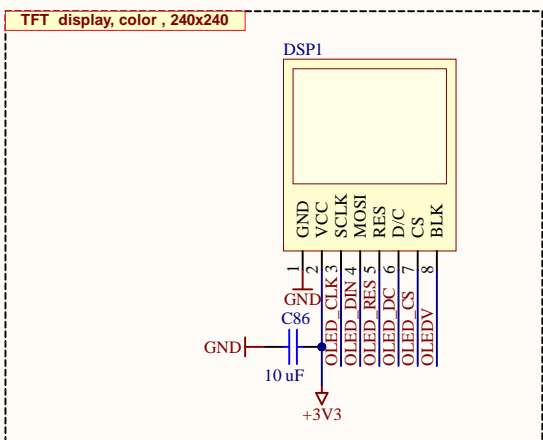 TFT display, color , 240x240
DSP1
GND
VCC
SCLK
MOSI
RES
D/C
CS
BLK
1
2
3
4
5
6
7
8
GND
OLED_CLK
OLED_DIN
OLED_RES
OLED_DC
OLED_CS
OLEDV
C86
GND
10 uF
+3V3